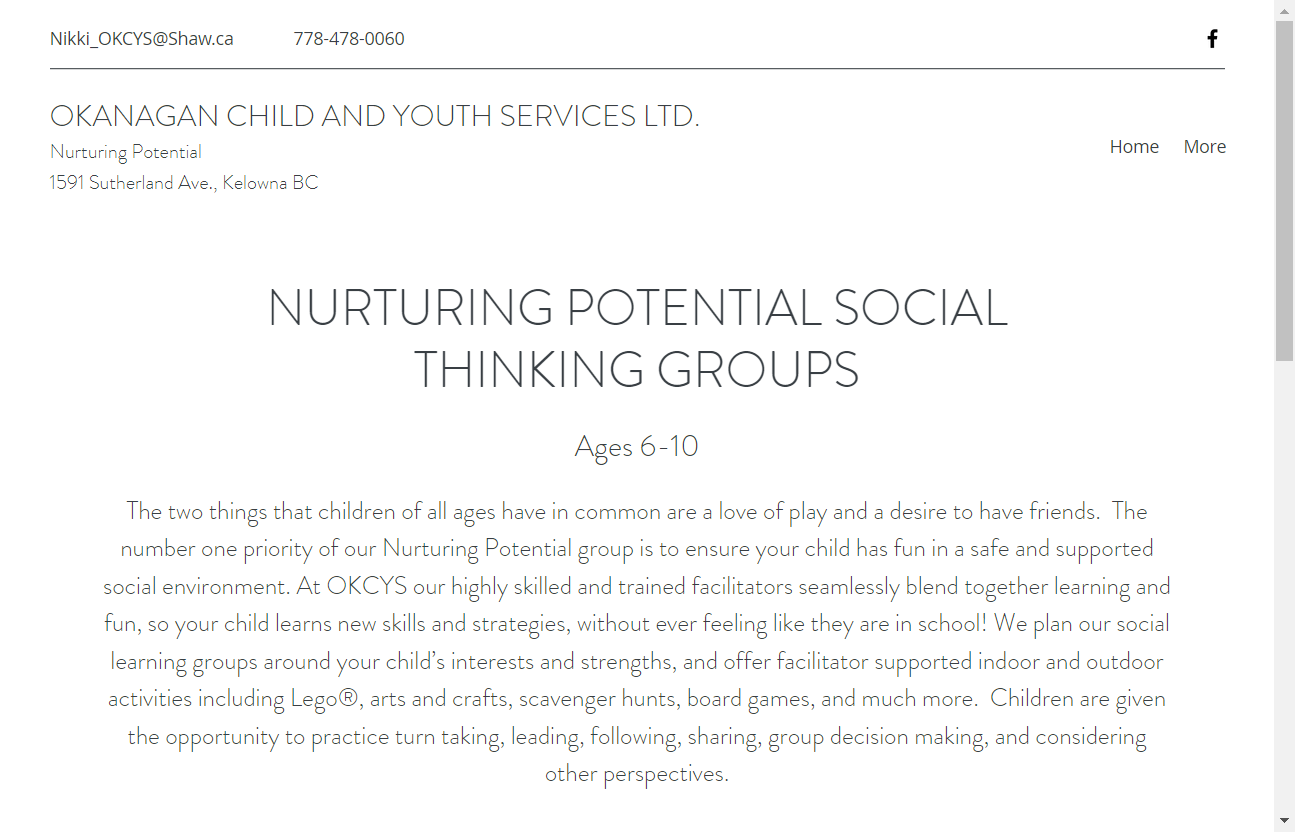 Nikki_OKCYS@Shaw.ca 778-478-0060
OKANAGAN CHILD AND YOUTH SERVICES LTD.
Nurturing Potential
1591 Sutherland Ave., Kelowna BC
Home More
NURTURING POTENTIAL SOCIAL
THINKING GROUPS
Ages 6-10
The two things that children of all ages have in common are a love of play and a desire to have friends.  The
number one priority of our Nurturing Potential group is to ensure your child has fun in a safe and supported
social environment. At OKCYS our highly skilled and trained facilitators seamlessly blend together learning and
fun, so your child learns new skills and strategies, without ever feeling like they are in school! We plan our social
learning groups around your child’s interests and strengths, and offer facilitator supported indoor and outdoor
activities including Lego®, arts and crafts, scavenger hunts, board games, and much more.  Children are given
the opportunity to practice turn taking, leading, following, sharing, group decision making, and considering
other perspectives.